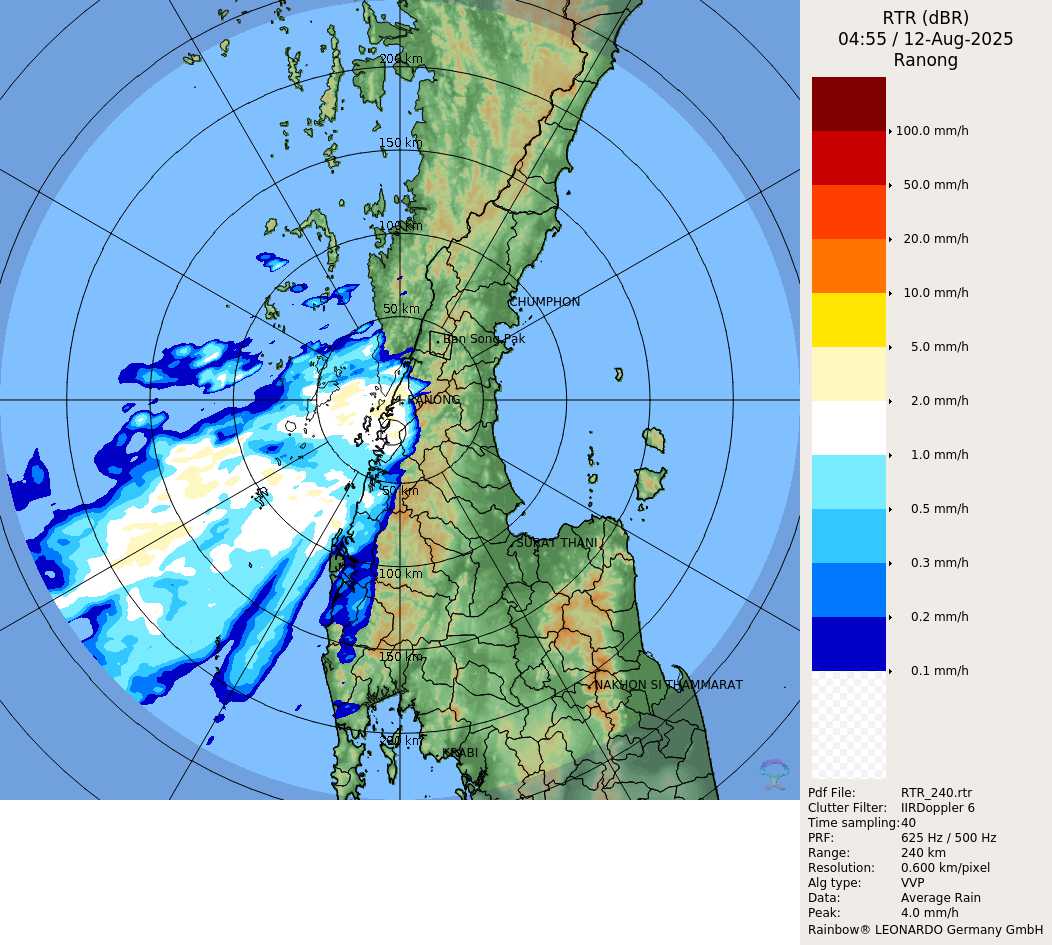 RTR (dBR)
04:55 / 12-Aug-2025
Ranong
200 km
150 km
100 km
50 km
CHUMPHON
Ban Song Pak
RANONG
50 km
SURAT THANI
100 km
150 km
NAKHON SI THAMMARAT
200 km
KRABI
100.0 mm/h
50.0 mm/h
20.0 mm/h
10.0 mm/h
5.0 mm/h
2.0 mm/h
1.0 mm/h
0.5 mm/h
0.3 mm/h
0.2 mm/h
0.1 mm/h
Pdf File: RTR_240.rtr
Clutter Filter: IIRDoppler 6
Time sampling: 40
PRF: 625 Hz / 500 Hz
Range: 240 km
Resolution: 0.600 km/pixel
Alg type: VVP
Data: Average Rain
Peak: 4.0 mm/h
Rainbow® LEONARDO Germany GmbH